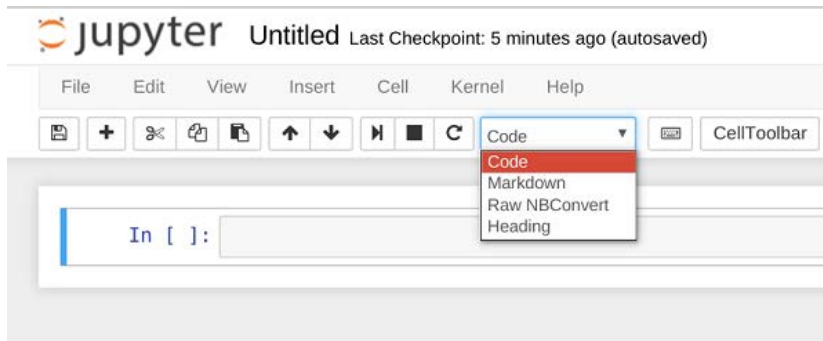 jupyter Untitled Last Checkpoint: 5 minutes ago (autosaved)
File Edit View Insert Cell Kernel Help
Code CellToolbar
Code
Markdown
Raw NBConvert
Heading
In [ ]: